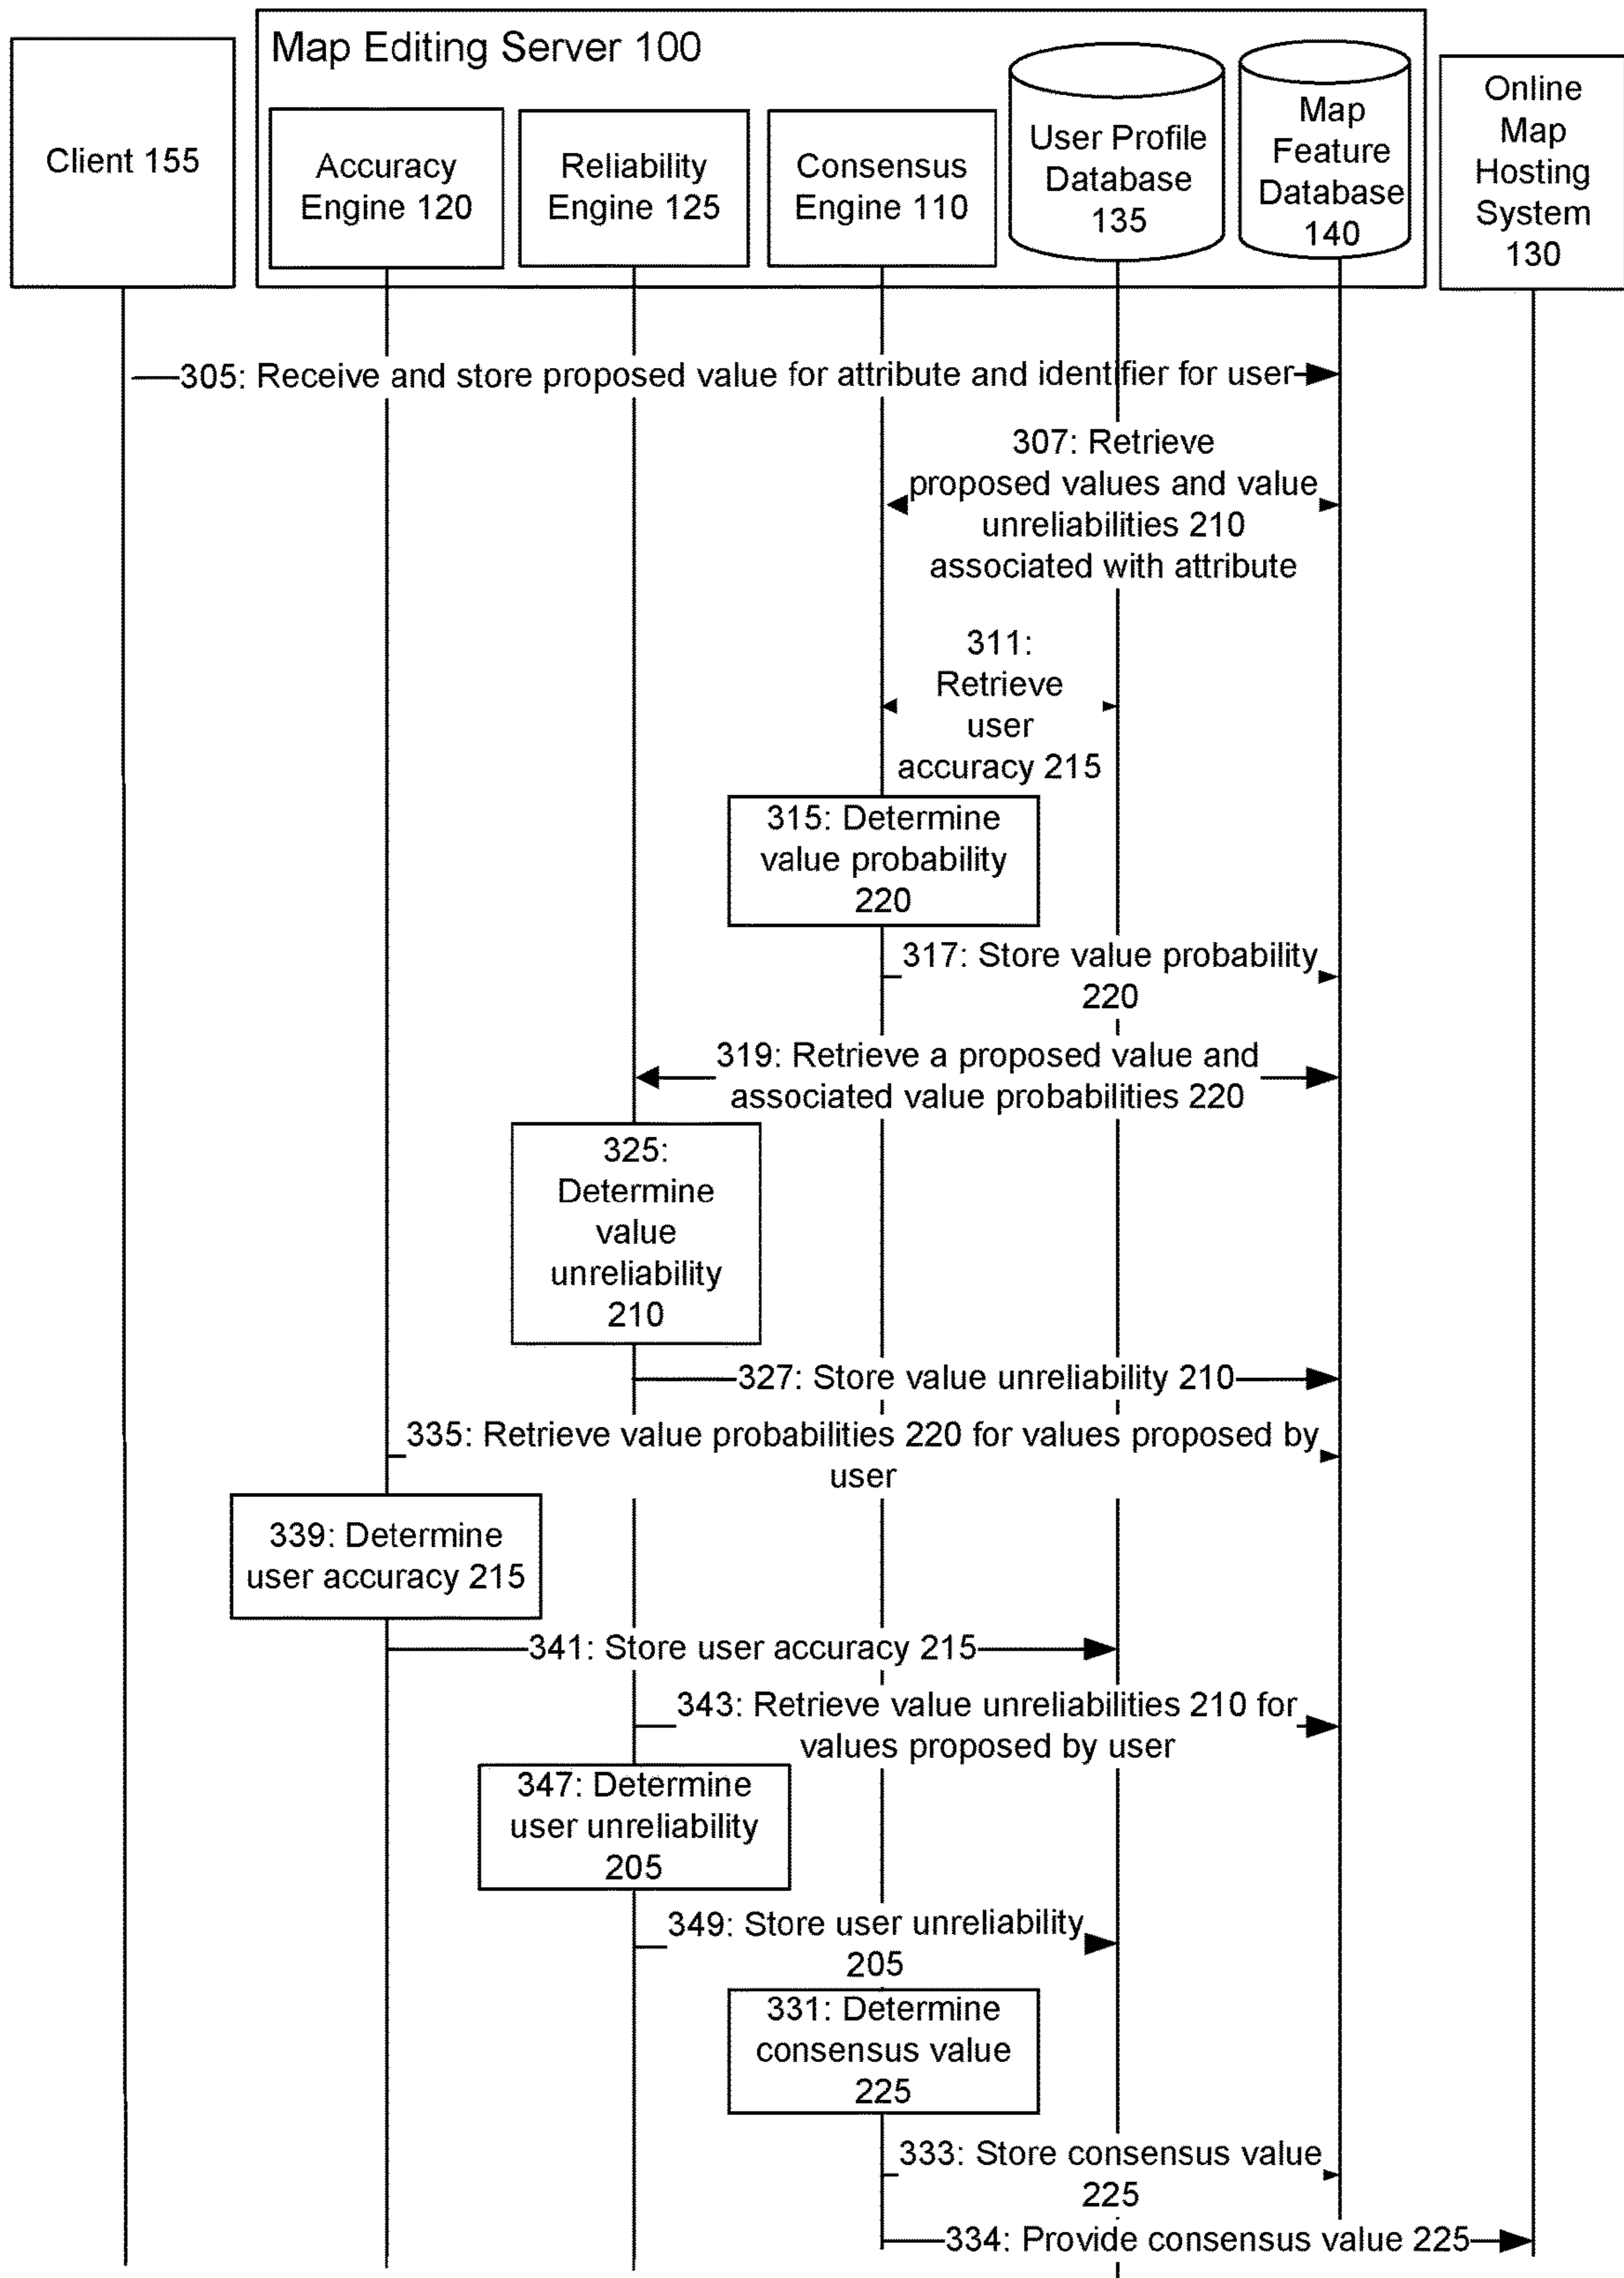 Map Editing Server 100
Client 155
Accuracy
Engine 120
Reliability
Engine 125
Consensus
Engine 110
User Profile
Database
135
Map
Feature
Database
140
Online
Map
Hosting
System
130
305: Receive and store proposed value for attribute and identifier for user
307: Retrieve
proposed values and value
unreliabilities 210
associated with attribute
311:
Retrieve
user
accuracy 215
315: Determine
value probability
220
317: Store value probability
220
319: Retrieve a proposed value and
associated value probabilities 220
325:
Determine
value
unreliability
210
327: Store value unreliability 210
335: Retrieve value probabilities 220 for values proposed by
user
339: Determine
user accuracy 215
341: Store user accuracy 215
343: Retrieve value unreliabilities 210 for
values proposed by user
347: Determine
user unreliability
205
349: Store user unreliability
205
331: Determine
consensus value
225
333: Store consensus value
225
334: Provide consensus value 225